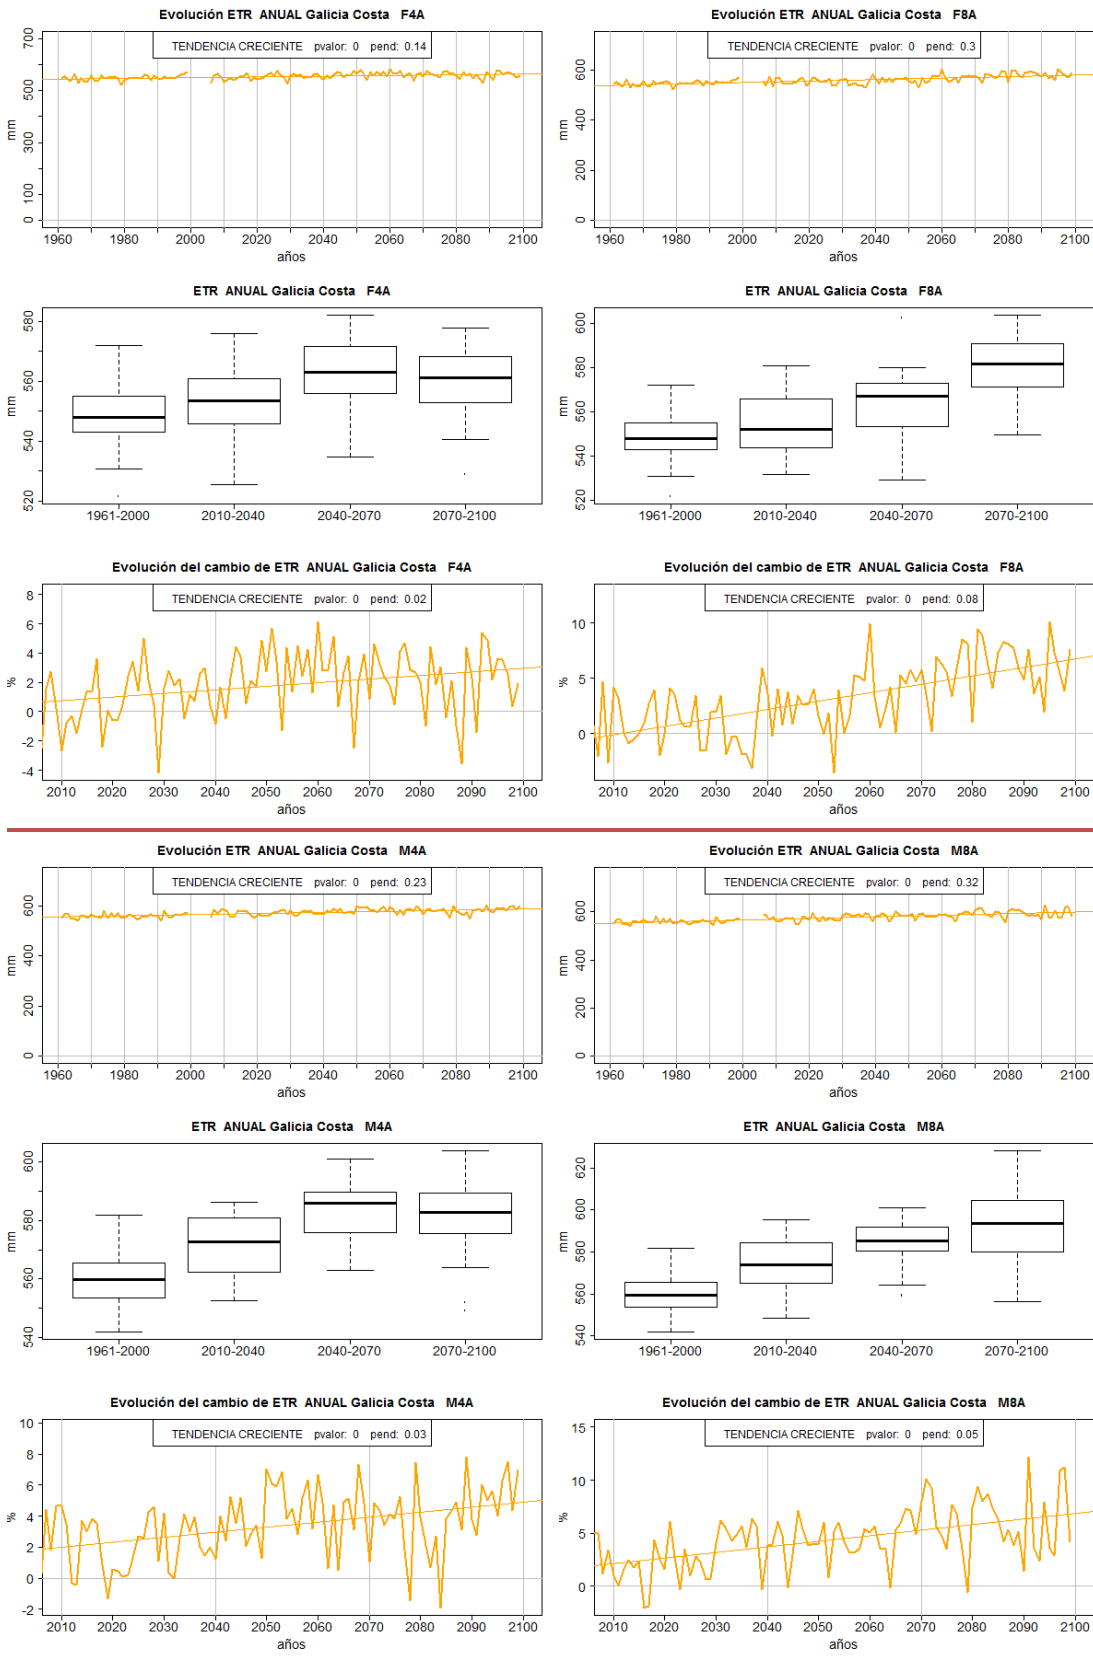 Evolución ETR ANUAL Galicia Costa F4A
TENDENCIA CRECIENTE pvalor: 0 pend: 0.14
mm
0 100 300 500 700
1960 1980 2000 2020 2040 2060 2080 2100
años
Evolución ETR ANUAL Galicia Costa F8A
TENDENCIA CRECIENTE pvalor: 0 pend: 0.3
mm
0 200 400 600
1960 1980 2000 2020 2040 2060 2080 2100
años
ETR ANUAL Galicia Costa F4A
mm
520 540 560 580
1961-2000 2010-2040 2040-2070 2070-2100
ETR ANUAL Galicia Costa F8A
mm
520 540 560 580 600
1961-2000 2010-2040 2040-2070 2070-2100
Evolución del cambio de ETR ANUAL Galicia Costa F4A
TENDENCIA CRECIENTE pvalor: 0 pend: 0.02
%
-4 -2 0 2 4 6 8
2010 2020 2030 2040 2050 2060 2070 2080 2090 2100
años
Evolución del cambio de ETR ANUAL Galicia Costa F8A
TENDENCIA CRECIENTE pvalor: 0 pend: 0.08
%
0 5 10
2010 2020 2030 2040 2050 2060 2070 2080 2090 2100
años
Evolución ETR ANUAL Galicia Costa M4A
TENDENCIA CRECIENTE pvalor: 0 pend: 0.23
mm
0 200 400 600
1960 1980 2000 2020 2040 2060 2080 2100
años
Evolución ETR ANUAL Galicia Costa M8A
TENDENCIA CRECIENTE pvalor: 0 pend: 0.32
mm
0 200 400 600
1960 1980 2000 2020 2040 2060 2080 2100
años
ETR ANUAL Galicia Costa M4A
mm
540 560 580 600
1961-2000 2010-2040 2040-2070 2070-2100
ETR ANUAL Galicia Costa M8A
mm
540 560 580 600 620
1961-2000 2010-2040 2040-2070 2070-2100
Evolución del cambio de ETR ANUAL Galicia Costa M4A
TENDENCIA CRECIENTE pvalor: 0 pend: 0.03
%
-2 0 2 4 6 8 10
2010 2020 2030 2040 2050 2060 2070 2080 2090 2100
años
Evolución del cambio de ETR ANUAL Galicia Costa M8A
TENDENCIA CRECIENTE pvalor: 0 pend: 0.05
%
0 5 10 15
2010 2020 2030 2040 2050 2060 2070 2080 2090 2100
años